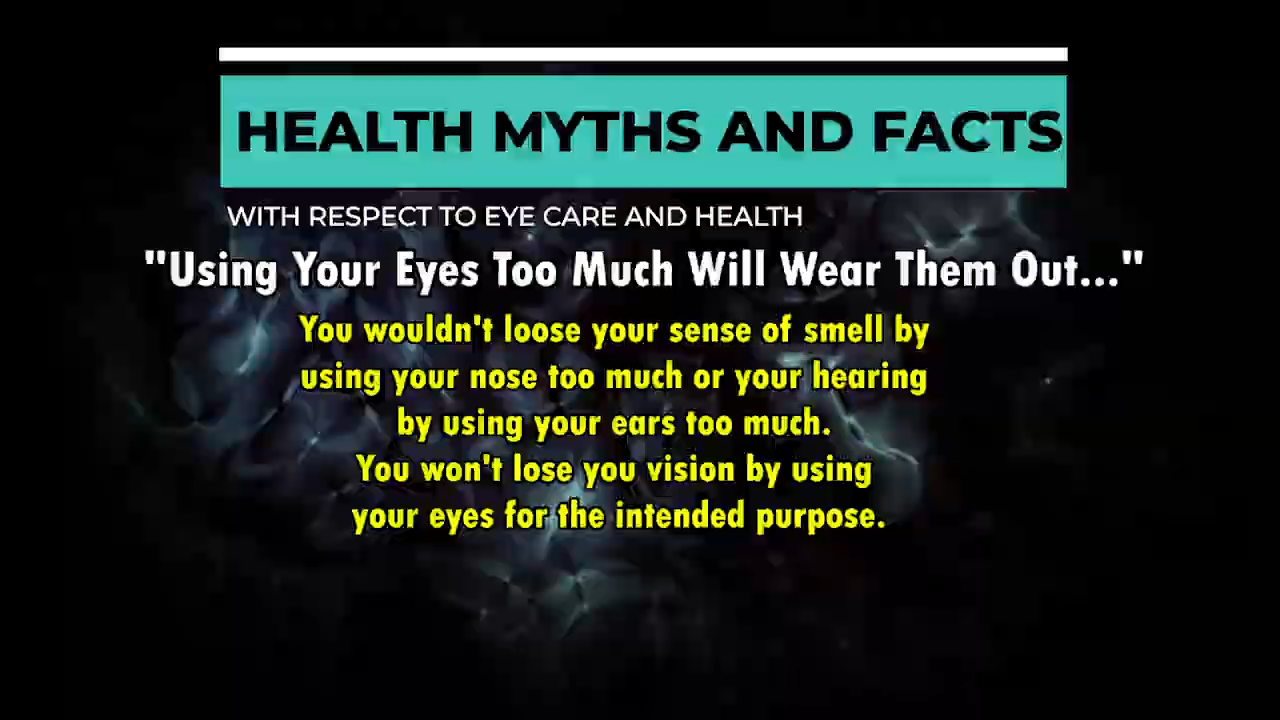 HEALTH MYTHS AND FACTS
WITH RESPECT TO EYE CARE AND HEALTH
"Using Your Eyes Too Much Will Wear Them Out..."
You wouldn't loose your sense of smell by
using your nose too much or your hearing
by using your ears too much.
You won't lose you vision by using
your eyes for the intended purpose.